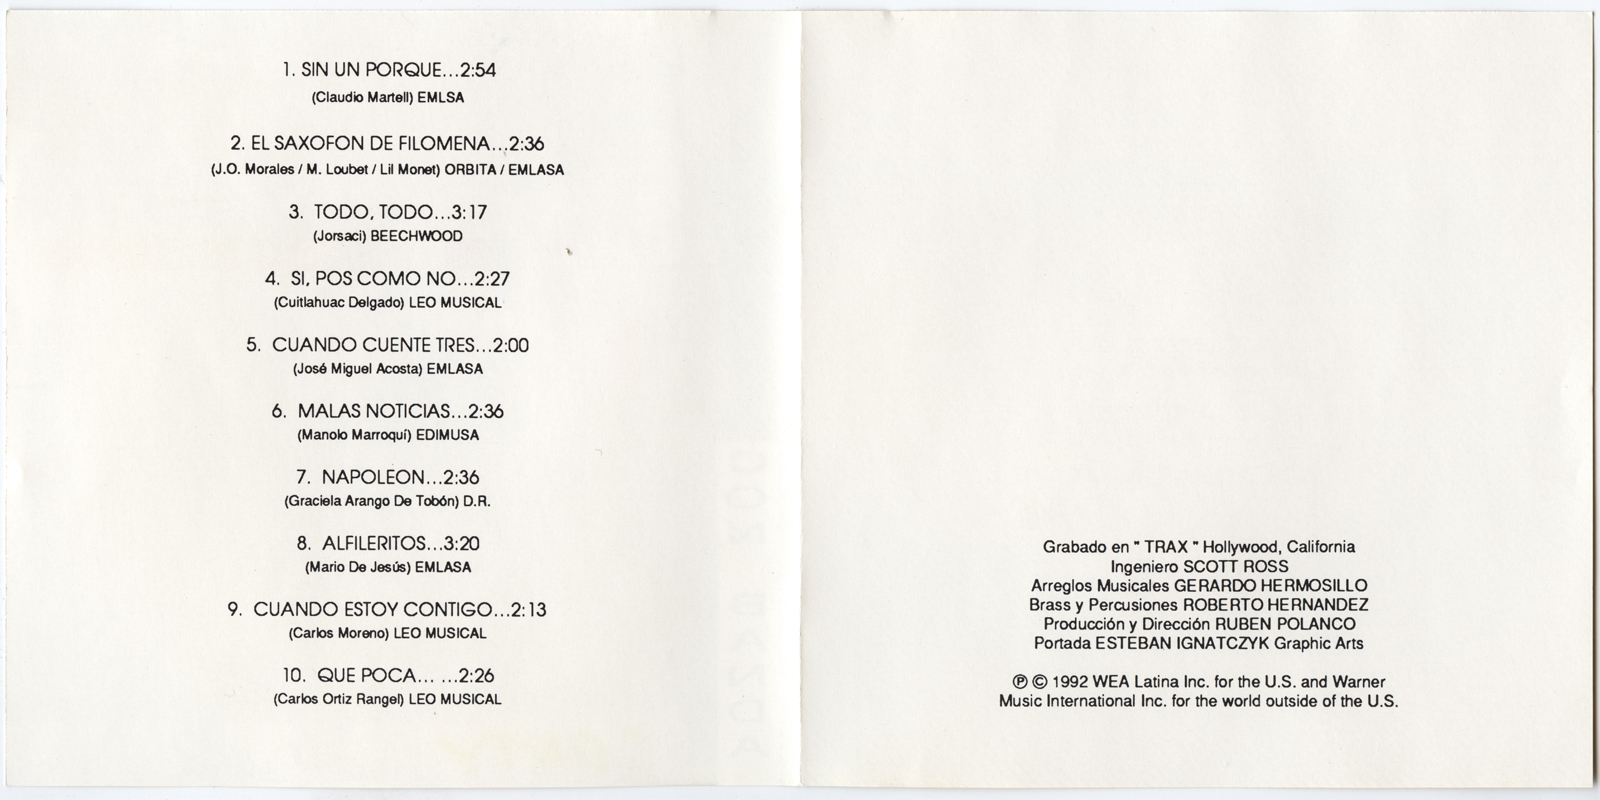 1. SIN UN PORQUE...2:54
(Claudio Martell) EMLSA
2. EL SAXOFON DE FILOMENA...2:36
(J.O. Morales / M. Loubet / Lil Monet) ORBITA / EMLASA
3. TODO, TODO...3:17
(Jorsaci) BEECHWOOD
4. SI, POS COMO NO...2:27
(Cuitlahuac Delgado) LEO MUSICAL
5. CUANDO CUENTE TRES...2:00
(José Miguel Acosta) EMLASA
6. MALAS NOTICIAS...2:36
(Manolo Marroquí) EDIMUSA
7. NAPOLEON...2:36
(Graciela Arango De Tobón) D.R.
8. ALFILERITOS...3:20
(Mario De Jesús) EMLASA
9. CUANDO ESTOY CONTIGO...2:13
(Carlos Moreno) LEO MUSICAL
10. QUE POCA... ...2:26
(Carlos Ortiz Rangel) LEO MUSICAL
Grabado en " TRAX " Hollywood, California
Ingeniero SCOTT ROSS
Arreglos Musicales GERARDO HERMOSILLO
Brass y Percusiones ROBERTO HERNANDEZ
Producción y Dirección RUBEN POLANCO
Portada ESTEBAN IGNATCZYK Graphic Arts
℗ © 1992 WEA Latina Inc. for the U.S. and Warner
Music International Inc. for the world outside of the U.S.